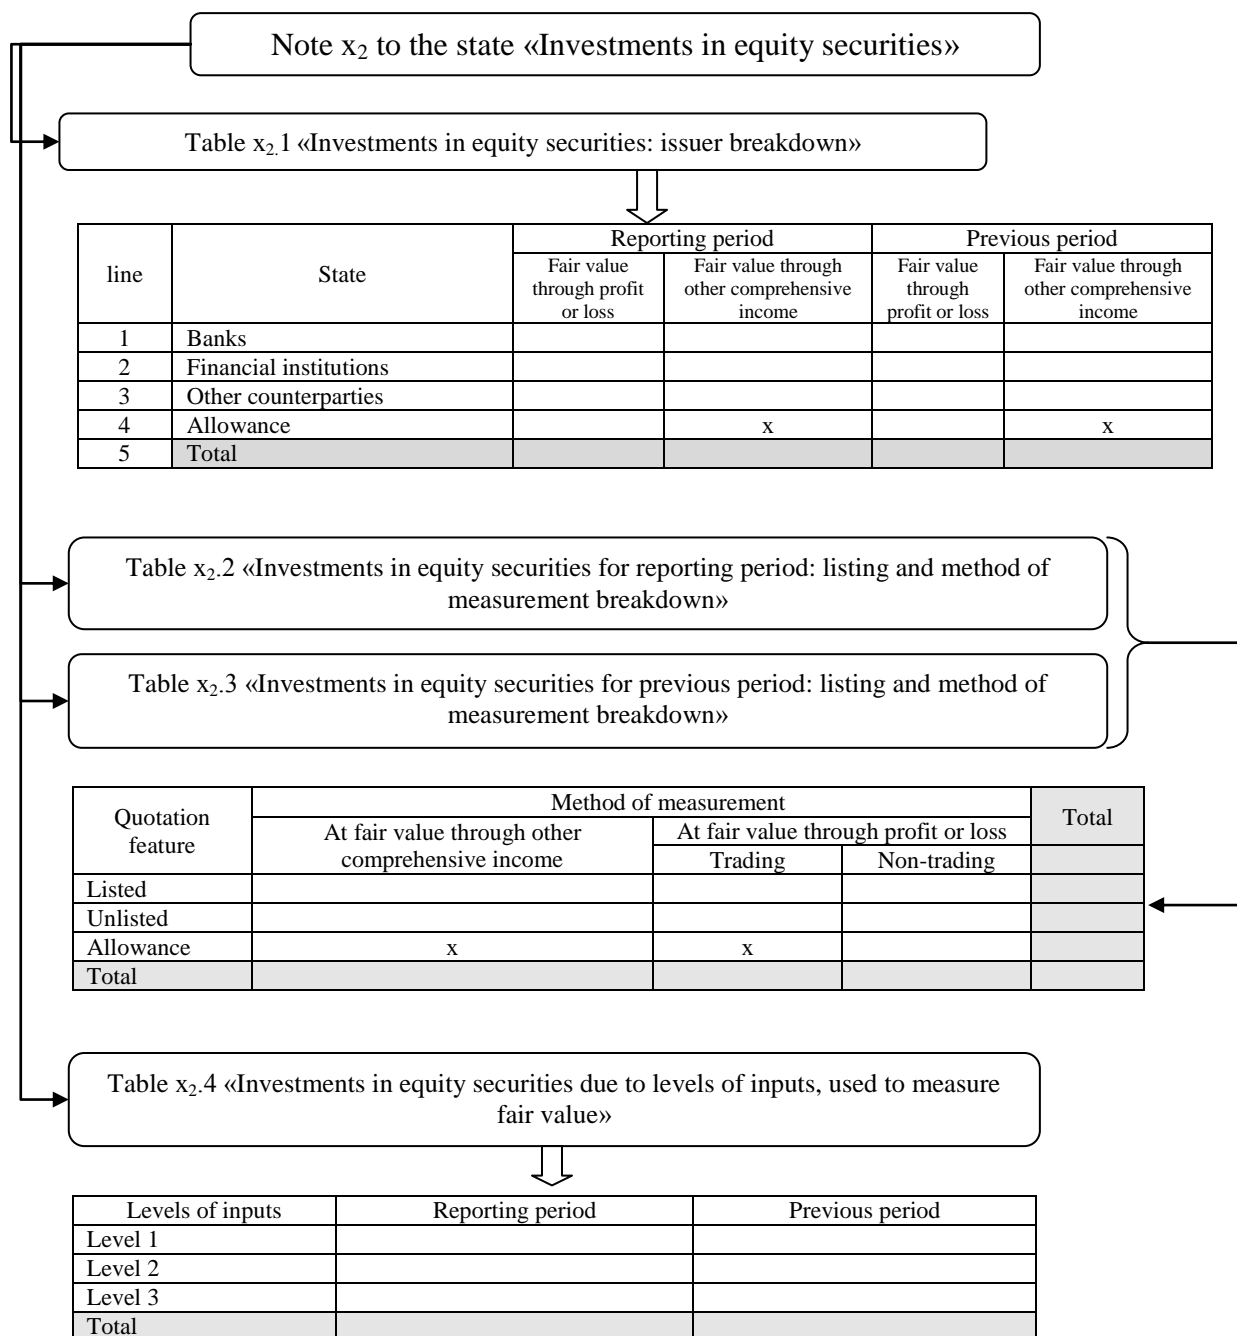 Note x₂ to the state «Investments in equity securities»
Table x₂.1 «Investments in equity securities: issuer breakdown»
line State Reporting period Previous period
Fair value through profit or loss Fair value through other comprehensive income Fair value through profit or loss Fair value through other comprehensive income
1 Banks
2 Financial institutions
3 Other counterparties
4 Allowance x x
5 Total
Table x₂.2 «Investments in equity securities for reporting period: listing and method of
measurement breakdown»
Table x₂.3 «Investments in equity securities for previous period: listing and method of
measurement breakdown»
Quotation feature Method of measurement Total
At fair value through other comprehensive income At fair value through profit or loss
Trading Non-trading
Listed
Unlisted
Allowance x x
Total
Table x₂.4 «Investments in equity securities due to levels of inputs, used to measure
fair value»
Levels of inputs Reporting period Previous period
Level 1
Level 2
Level 3
Total